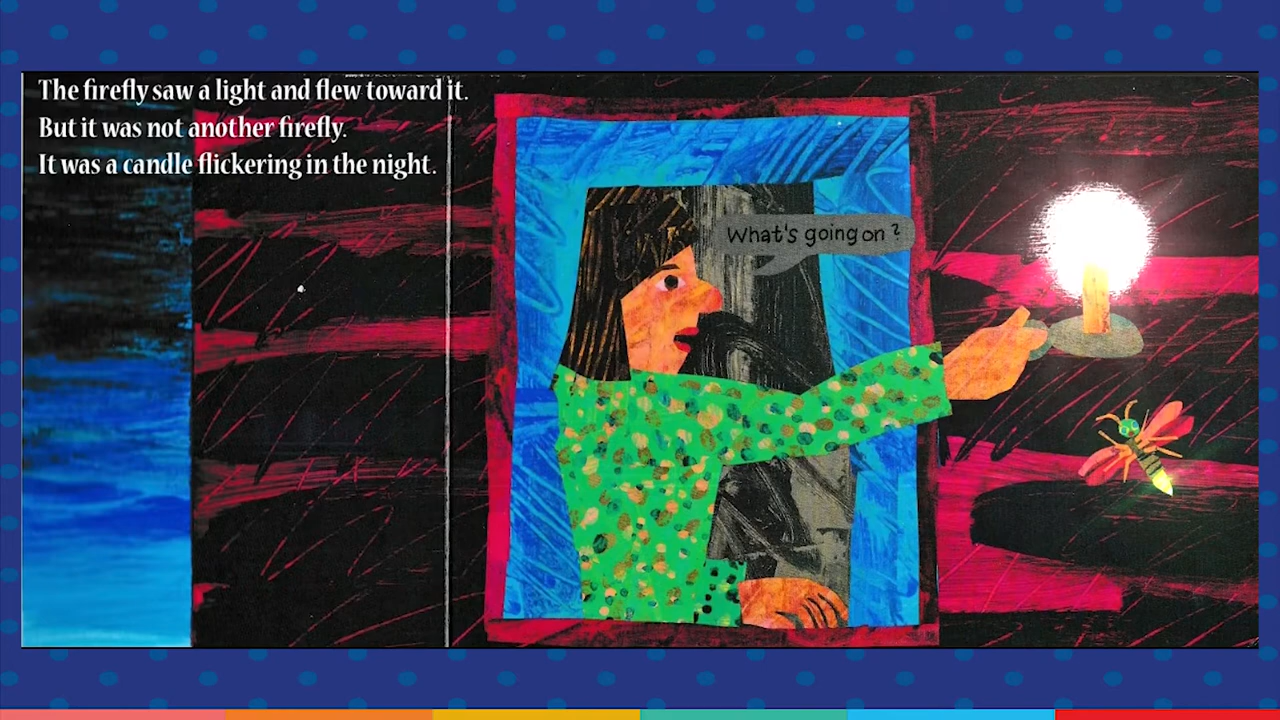 The firefly saw a light and flew toward it.
But it was not another firefly.
It was a candle flickering in the night.
What's going on ?